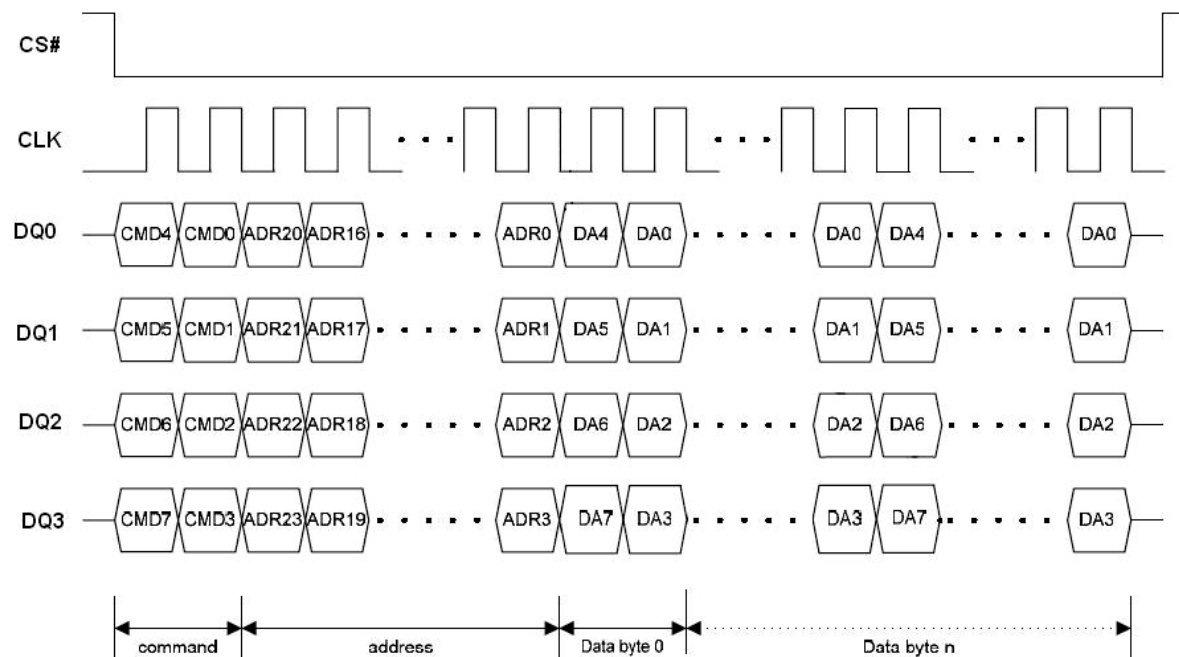 CS#
CLK
DQ0 CMD4 CMD0 ADR20 ADR16 ADR0 DA4 DA0 DA0 DA4 DA0
DQ1 CMD5 CMD1 ADR21 ADR17 ADR1 DA5 DA1 DA1 DA5 DA1
DQ2 CMD6 CMD2 ADR22 ADR18 ADR2 DA6 DA2 DA2 DA6 DA2
DQ3 CMD7 CMD3 ADR23 ADR19 ADR3 DA7 DA3 DA3 DA7 DA3
command address Data byte 0 Data byte n